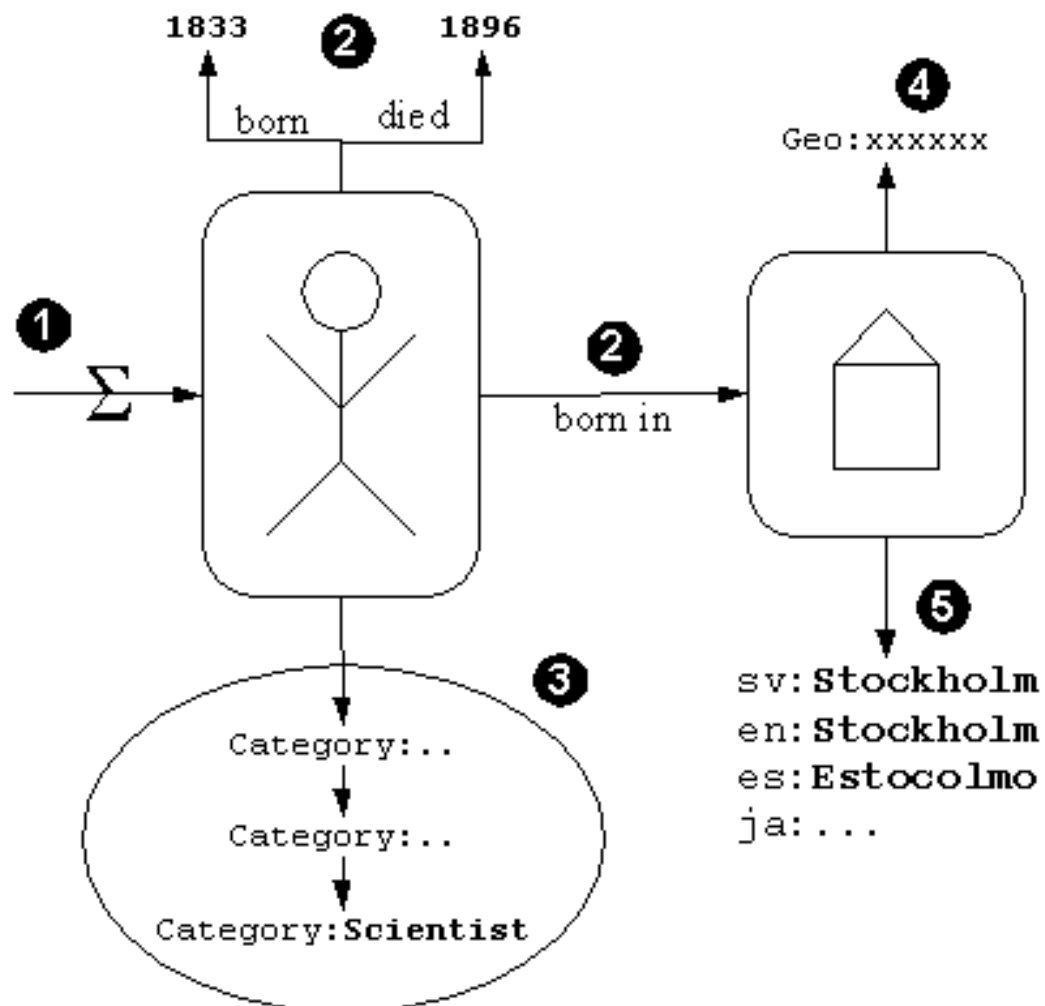 1833 2 1896
born died
4
Geo:xxxxxx
1
Σ
2
born in
3
Category:..
Category:..
Category:Scientist
5
sv:Stockholm
en:Stockholm
es:Estocolmo
ja:...